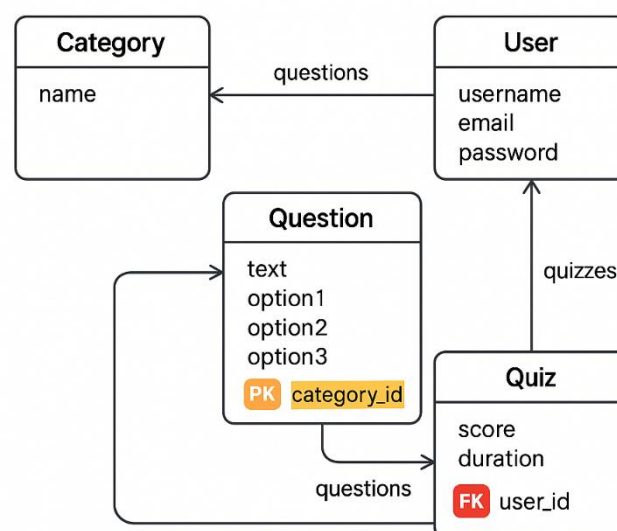 Category
name
questions
User
username
email
password
Question
text
option1
option2
option3
PK category_id
quizzes
Quiz
score
duration
FK user_id
questions